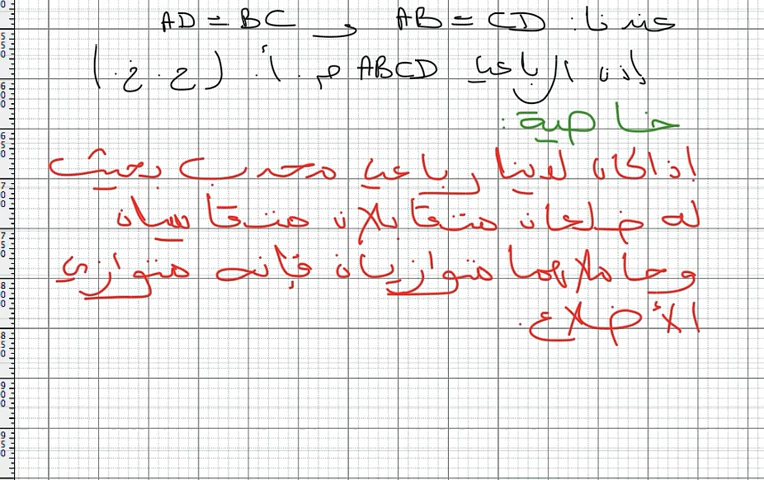 عندنا: AB = CD و AD = BC
إذن الرباعي ABCD م.أ. (ح.خ.)
خاصية:
إذا كان لدينا رباعي محدب بحيث
له ضلعان متقابلان متقايسان
وحاملاهما متوازيان فإنه متوازي
الأضلاع.